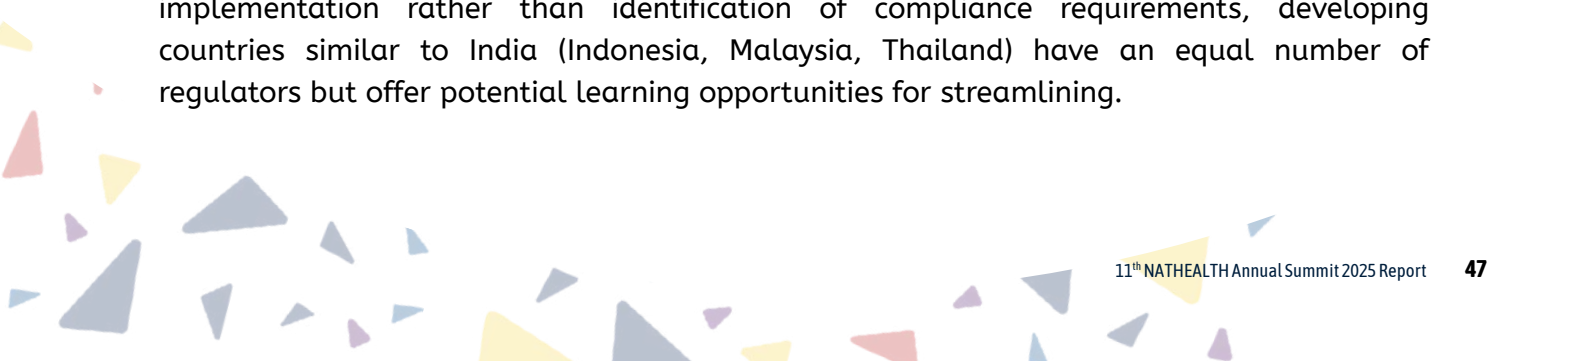 implementation rather than identification of compliance requirements, developing
countries similar to India (Indonesia, Malaysia, Thailand) have an equal number of
regulators but offer potential learning opportunities for streamlining.
11th NATHEALTH Annual Summit 2025 Report 47